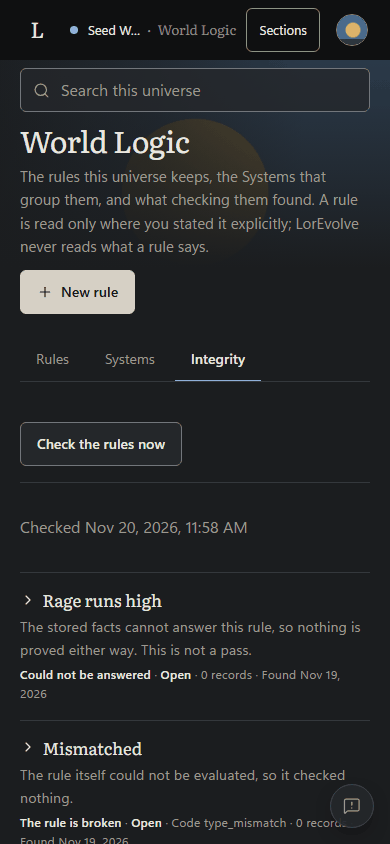 L Seed W... · World Logic Sections
Search this universe
World Logic
The rules this universe keeps, the Systems that
group them, and what checking them found. A rule
is read only where you stated it explicitly; LorEvolve
never reads what a rule says.
+ New rule
Rules Systems Integrity
Check the rules now
Checked Nov 20, 2026, 11:58 AM
Rage runs high
The stored facts cannot answer this rule, so nothing is
proved either way. This is not a pass.
Could not be answered · Open · 0 records · Found Nov 19,
2026
Mismatched
The rule itself could not be evaluated, so it checked
nothing.
The rule is broken · Open · Code type_mismatch · 0 records
Found Nov 19, 2026